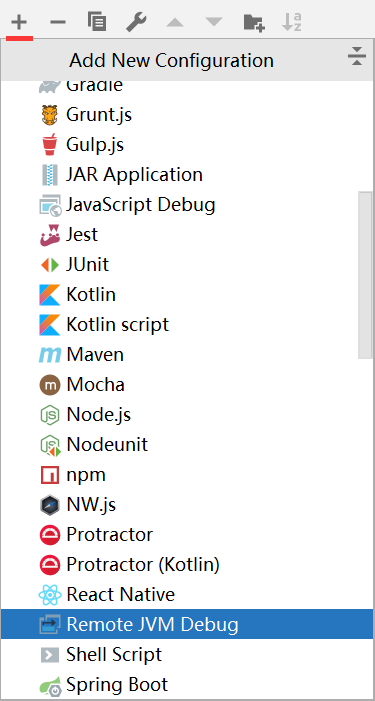 Add New Configuration
Gradle
Grunt.js
Gulp.js
JAR Application
JavaScript Debug
Jest
JUnit
Kotlin
Kotlin script
Maven
Mocha
Node.js
Nodeunit
npm
NW.js
Protractor
Protractor (Kotlin)
React Native
Remote JVM Debug
Shell Script
Spring Boot